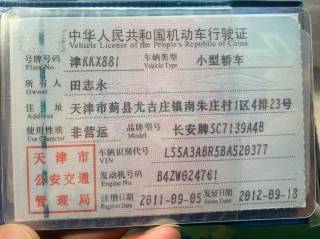 中华人民共和国机动车行驶证
Vehicle License of the People's Republic of China
号牌号码 津KKX881 车辆类型 小型轿车
Plate No. Vehicle Type
所有人 田志永
Owner
住址 天津市蓟县尤古庄镇南朱庄村1区4排23号
Address
使用性质 非营运 品牌型号 长安牌SC7139A4B
Use Character Model
天津市
公安交通
管理局
车辆识别代号 LS5A3ABR5BA520377
VIN
发动机号码 B4ZW024761
Engine No.
注册日期 2011-09-05 发证日期 2012-09-18
Register Date Issue Date